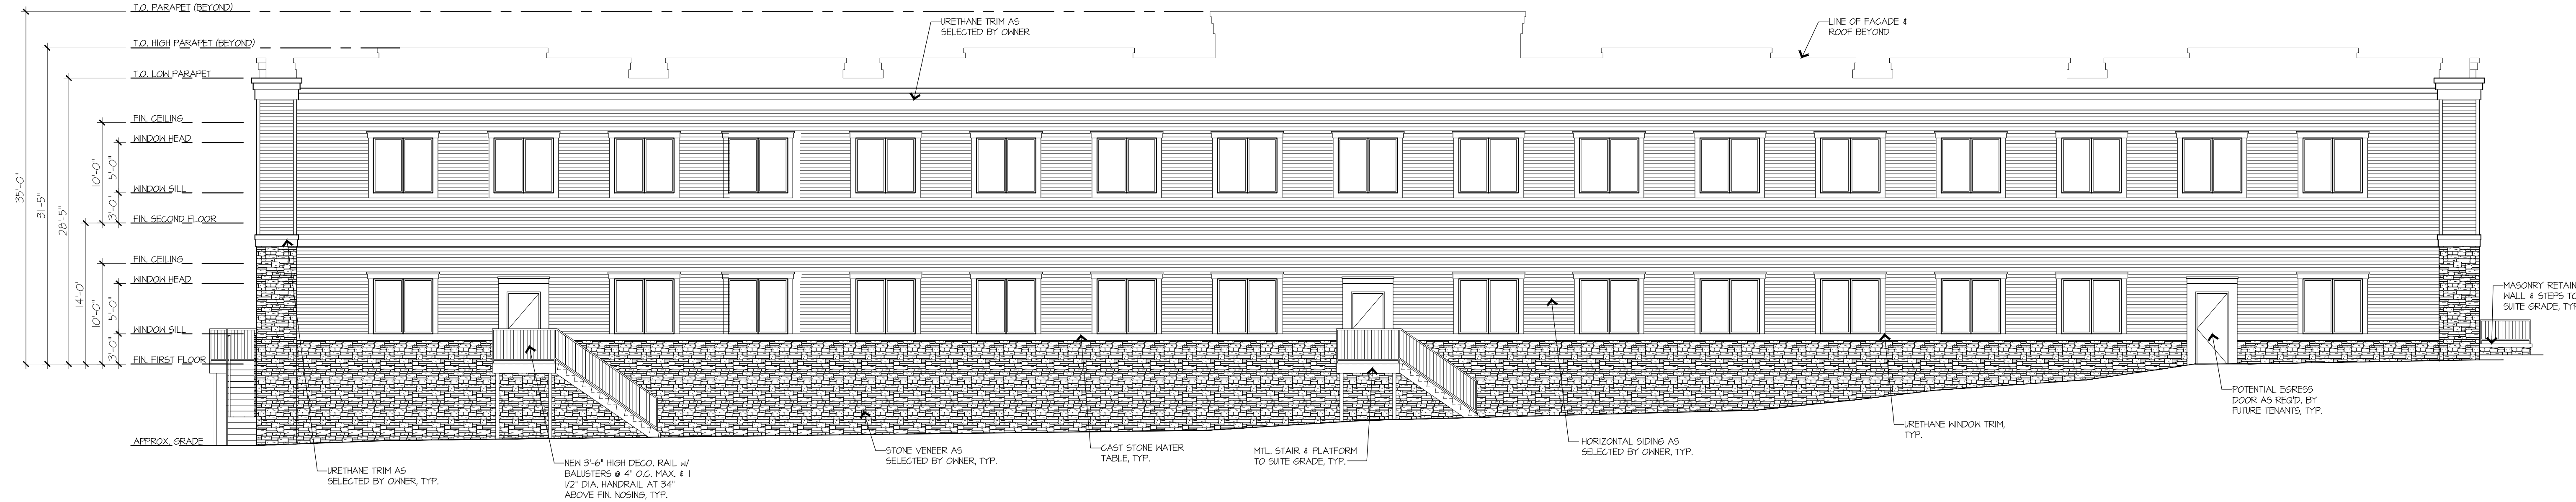 T.O. PARAPET (BEYOND)
T.O. HIGH PARAPET (BEYOND)
T.O. LOW PARAPET
FIN. CEILING
WINDOW HEAD
WINDOW SILL
FIN. SECOND FLOOR
FIN. CEILING
WINDOW HEAD
WINDOW SILL
FIN. FIRST FLOOR
APPROX. GRADE
35'-0"
31'-5"
28'-5"
14'-0"
10'-0"
5'-0"
3'-0"
10'-0"
5'-0"
3'-0"
URETHANE TRIM AS
SELECTED BY OWNER
LINE OF FACADE &
ROOF BEYOND
MASONRY RETAIN
WALL & STEPS TO
SUITE GRADE, TYP
URETHANE TRIM AS
SELECTED BY OWNER, TYP.
NEW 3'-6" HIGH DECO. RAIL W/
BALUSTERS @ 4" O.C. MAX. & 1
1/2" DIA. HANDRAIL AT 34"
ABOVE FIN. NOSING, TYP.
STONE VENEER AS
SELECTED BY OWNER, TYP.
CAST STONE WATER
TABLE, TYP.
MTL. STAIR & PLATFORM
TO SUITE GRADE, TYP.
HORIZONTAL SIDING AS
SELECTED BY OWNER, TYP.
URETHANE WINDOW TRIM,
TYP.
POTENTIAL EGRESS
DOOR AS REQ'D. BY
FUTURE TENANTS, TYP.